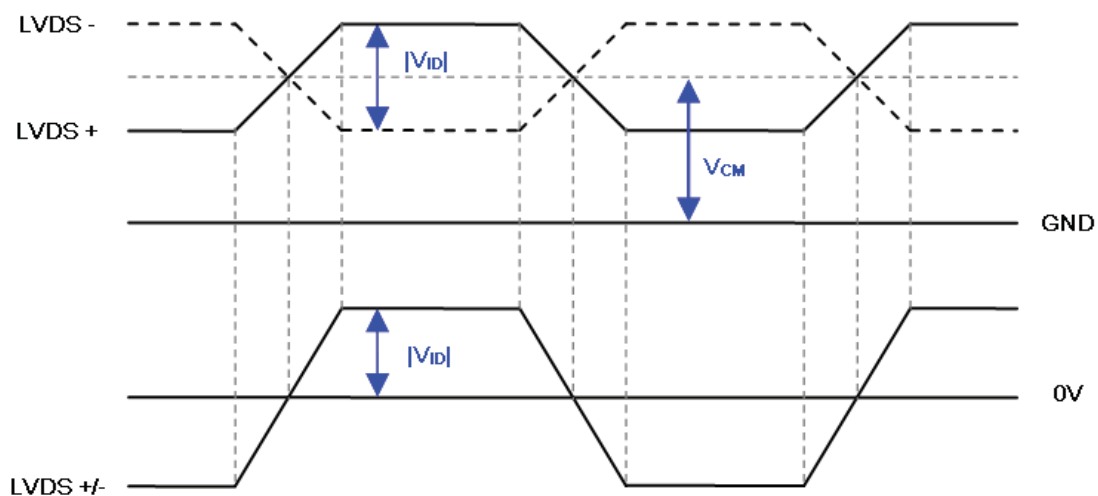 LVDS -
|VID|
LVDS +
VCM
GND
|VID|
0V
LVDS +/-